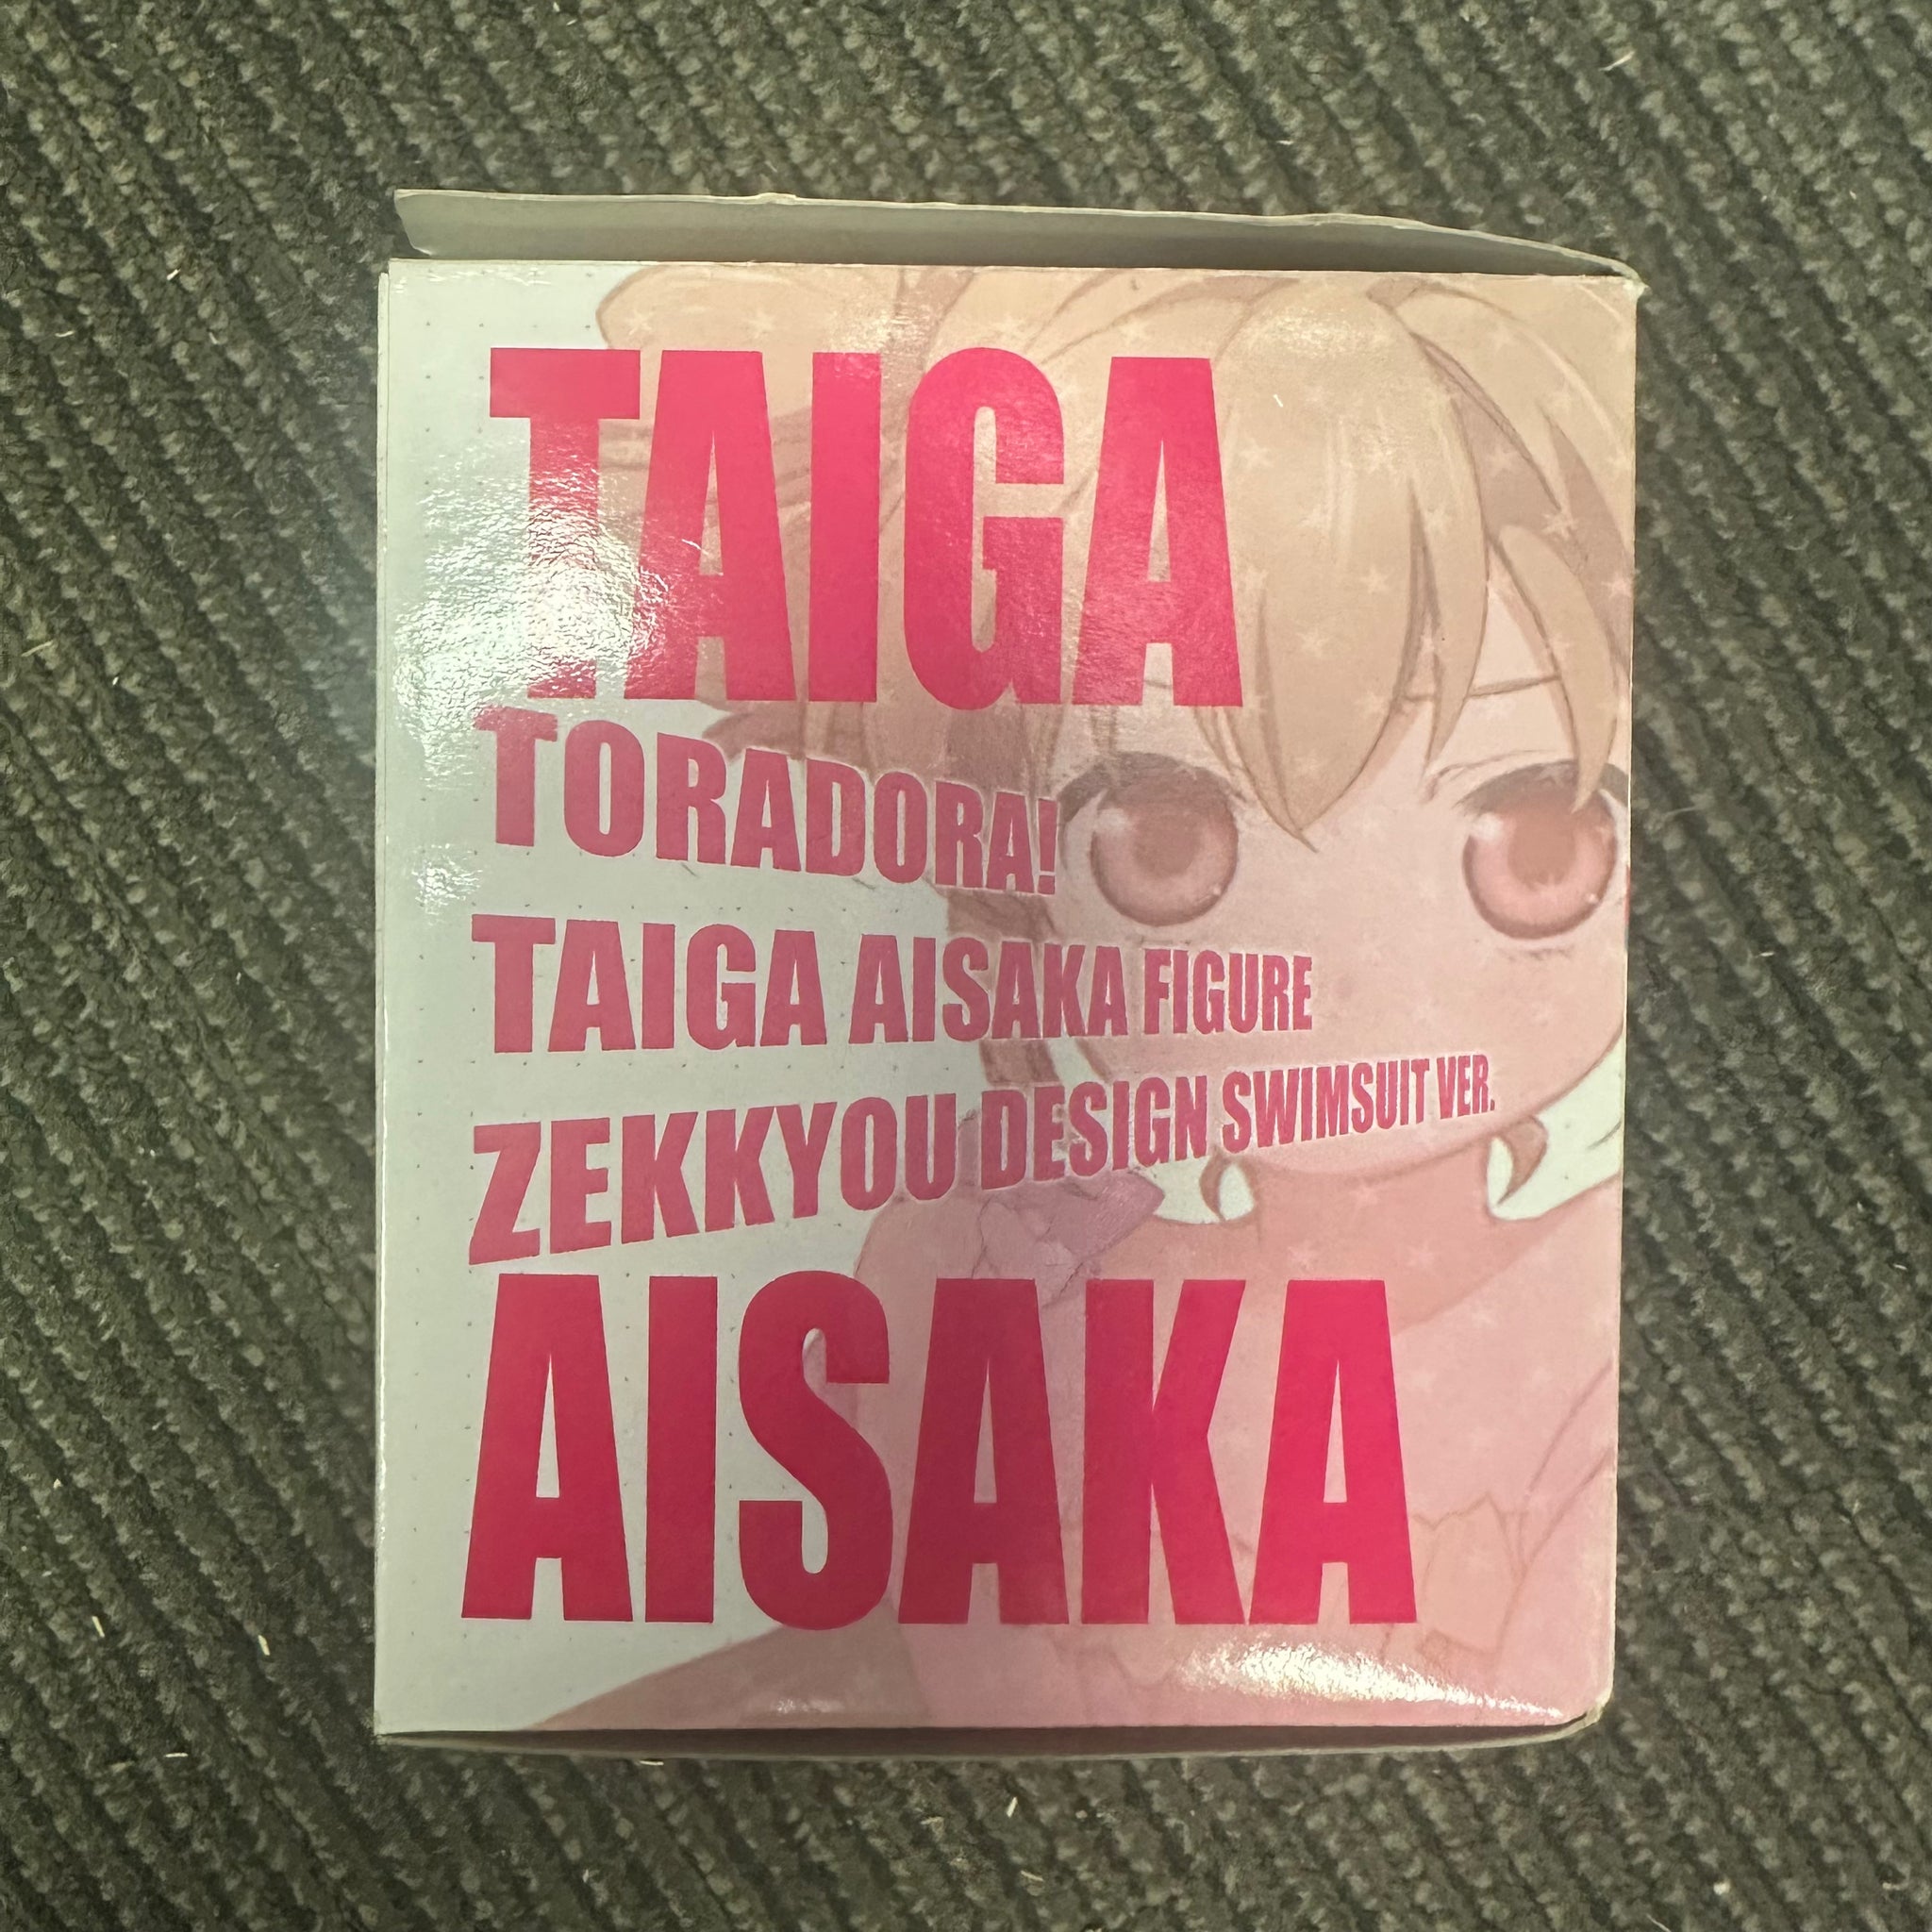 TAIGA
TORADORA!
TAIGA AISAKA FIGURE
ZEKKYOU DESIGN SWIMSUIT VER.
AISAKA